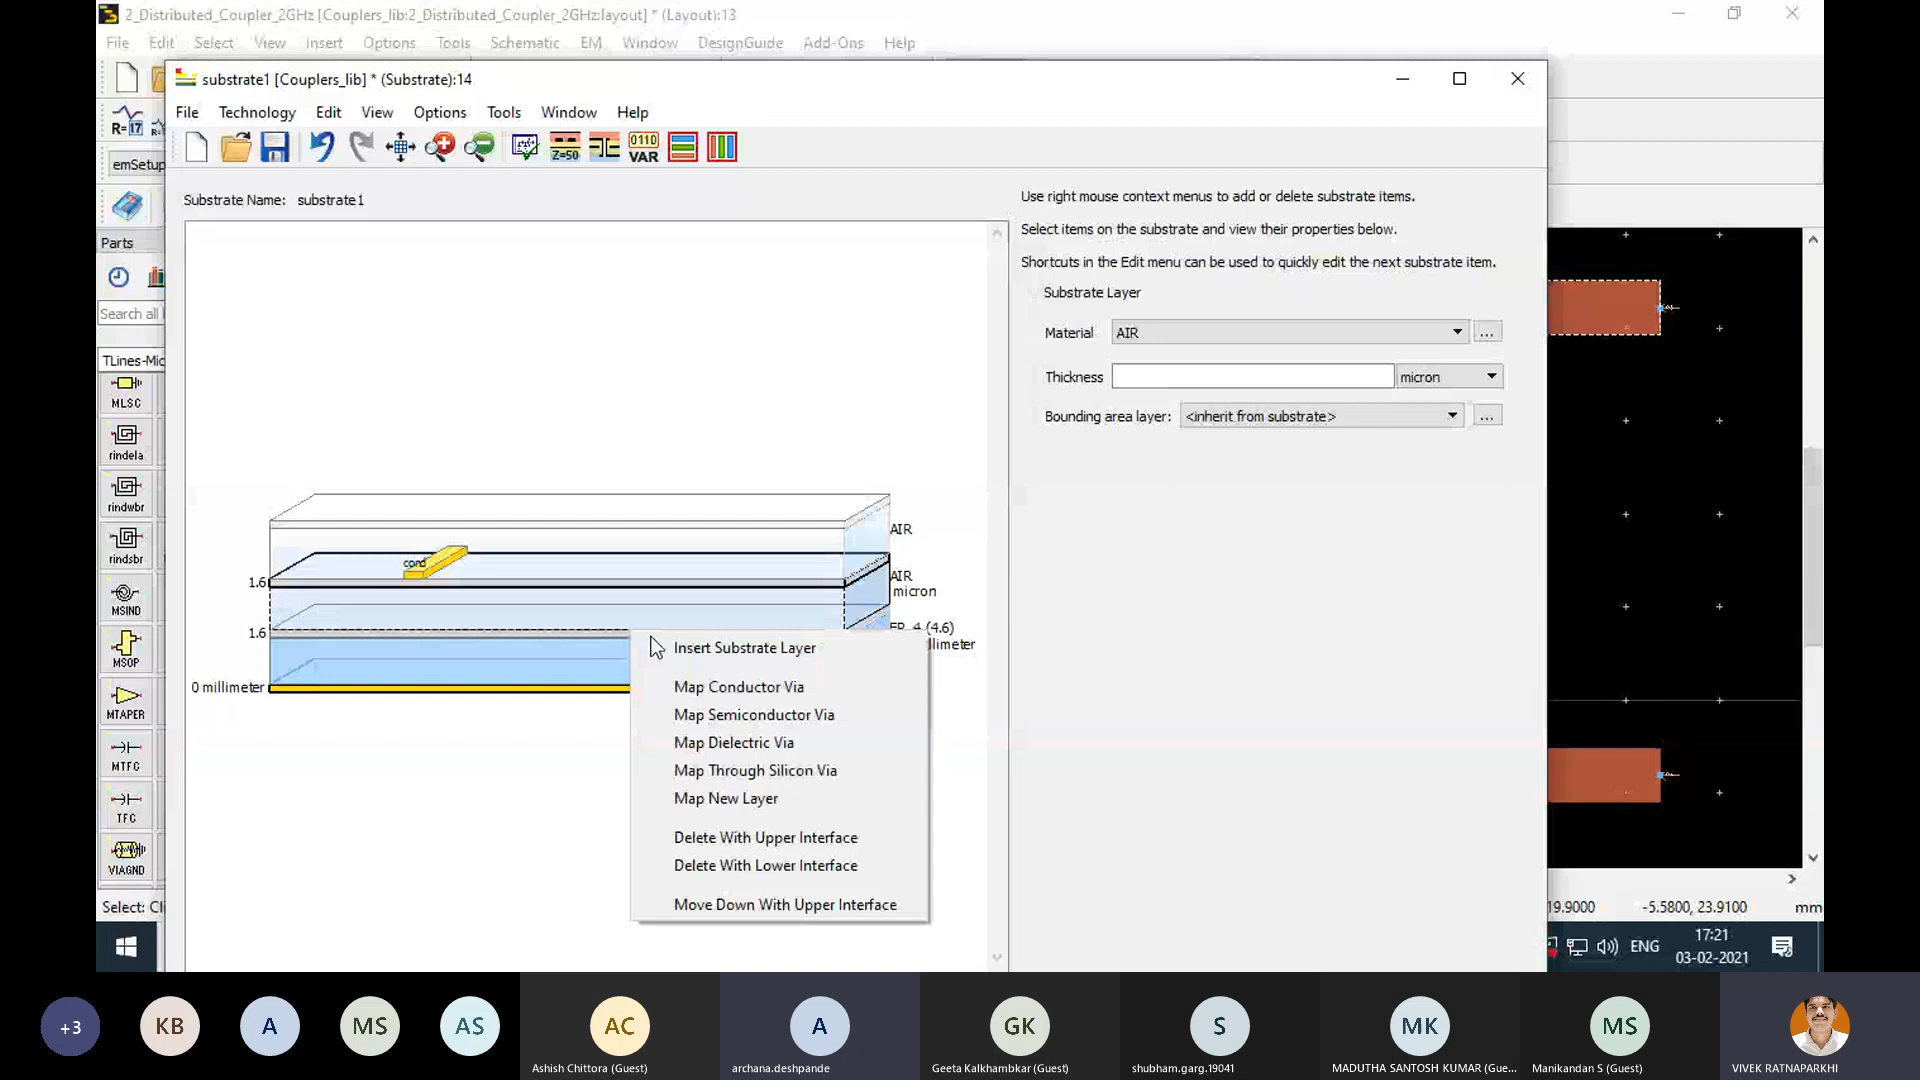 2_Distributed_Coupler_2GHz [Couplers_lib:2_Distributed_Coupler_2GHz:layout] * (Layout):13
File Edit Select View Insert Options Tools Schematic EM Window DesignGuide Add-Ons Help
substrate1 [Couplers_lib] * (Substrate):14
File Technology Edit View Options Tools Window Help
R=17
Z=50
0110
VAR
emSetup
Substrate Name: substrate1
Use right mouse context menus to add or delete substrate items.
Select items on the substrate and view their properties below.
Shortcuts in the Edit menu can be used to quickly edit the next substrate item.
Substrate Layer
Material AIR ...
Thickness micron
Bounding area layer: <inherit from substrate> ...
Parts
Search all
TLines-Mic
MLSC
rindela
rindwbr
rindsbr
MSIND
MSOP
MTAPER
MTFC
TFC
VIAGND
Select: Cli
AIR
cond
1.6
AIR
micron
1.6
(4.6)
0 millimeter
Insert Substrate Layer
Map Conductor Via
Map Semiconductor Via
Map Dielectric Via
Map Through Silicon Via
Map New Layer
Delete With Upper Interface
Delete With Lower Interface
Move Down With Upper Interface
19.9000 -5.5800, 23.9100 mm
ENG
17:21
03-02-2021
+3
KB
A
MS
AS
AC
Ashish Chittora (Guest)
A
archana.deshpande
GK
Geeta Kalkhambkar (Guest)
S
shubham.garg.19041
MK
MADUTHA SANTOSH KUMAR (Gue...
MS
Manikandan S (Guest)
VIVEK RATNAPARKHI